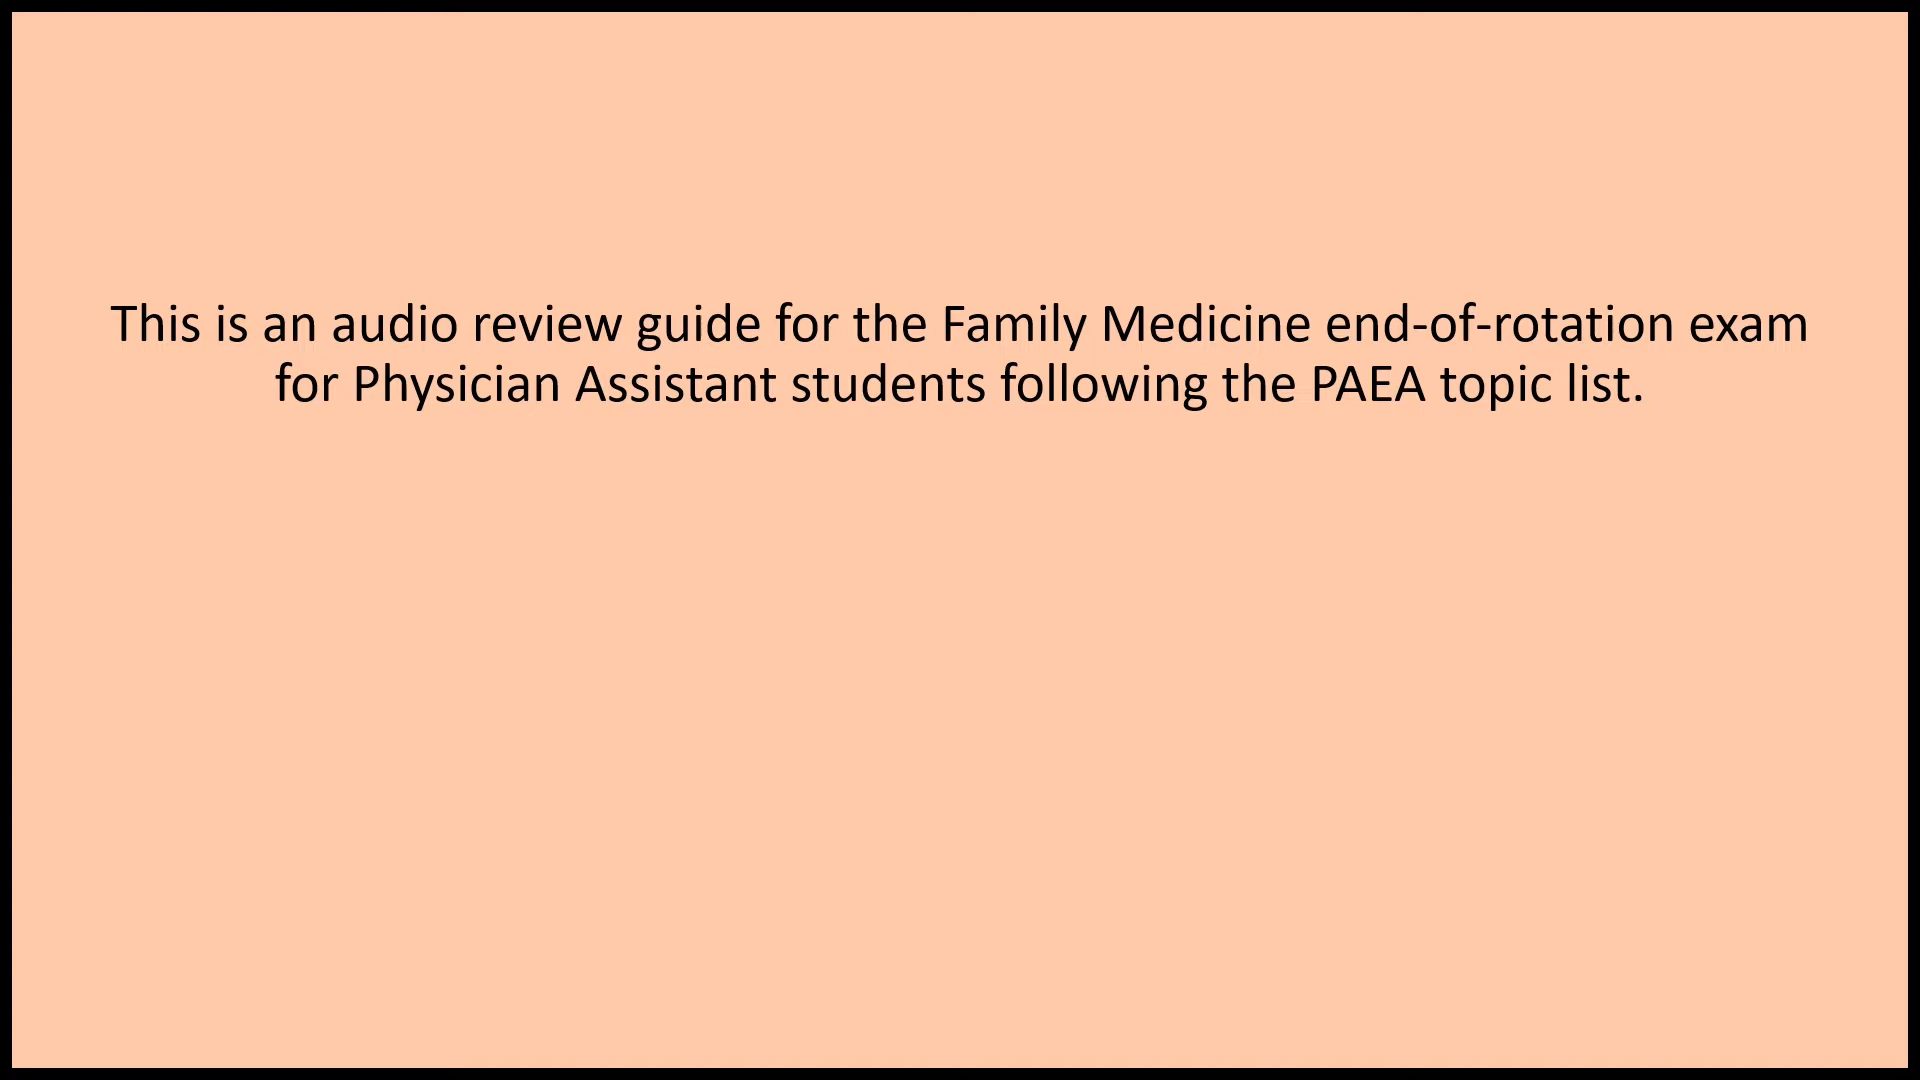 This is an audio review guide for the Family Medicine end-of-rotation exam
for Physician Assistant students following the PAEA topic list.